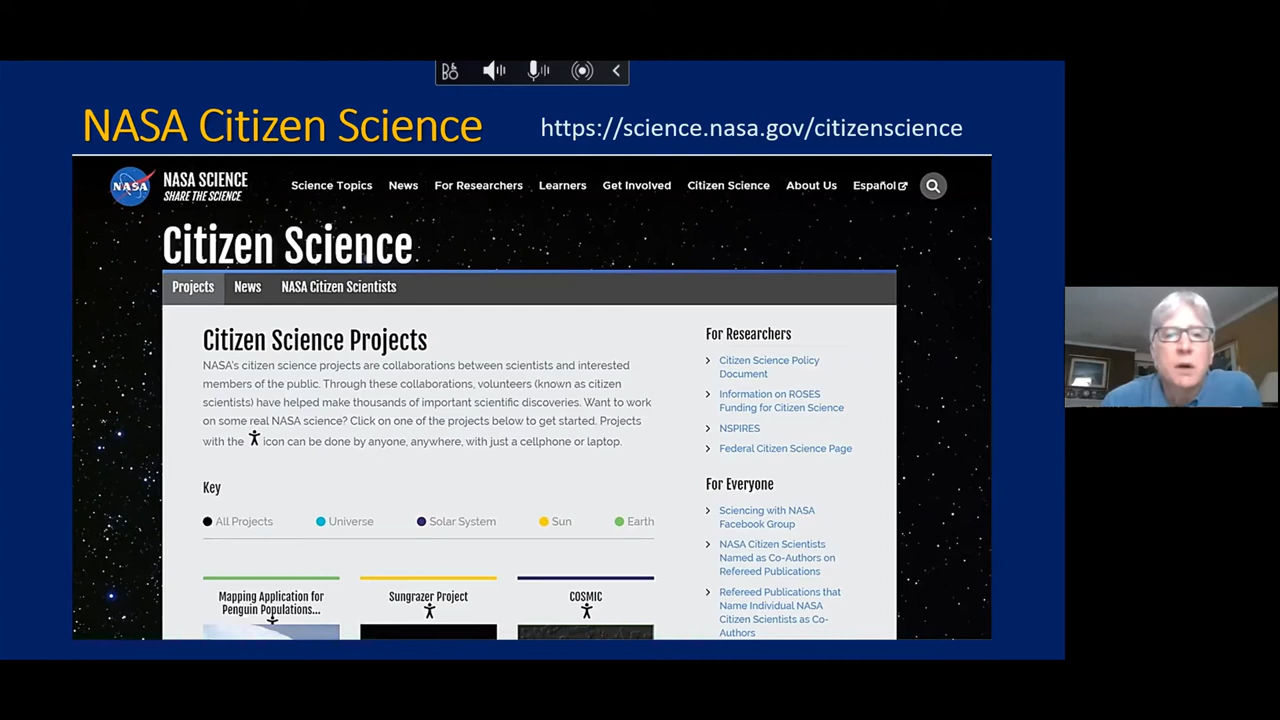 NASA Citizen Science
https://science.nasa.gov/citizenscience
NASA
NASA SCIENCE
SHARE THE SCIENCE
Science Topics News For Researchers Learners Get Involved Citizen Science About Us Español
Citizen Science
Projects News NASA Citizen Scientists
Citizen Science Projects
NASA's citizen science projects are collaborations between scientists and interested
members of the public. Through these collaborations, volunteers (known as citizen
scientists) have helped make thousands of important scientific discoveries. Want to work
on some real NASA science? Click on one of the projects below to get started. Projects
with the icon can be done by anyone, anywhere, with just a cellphone or laptop.
Key
All Projects Universe Solar System Sun Earth
Mapping Application for
Penguin Populations...
Sungrazer Project
COSMIC
For Researchers
Citizen Science Policy
Document
Information on ROSES
Funding for Citizen Science
NSPIRES
Federal Citizen Science Page
For Everyone
Sciencing with NASA
Facebook Group
NASA Citizen Scientists
Named as Co-Authors on
Refereed Publications
Refereed Publications that
Name Individual NASA
Citizen Scientists as Co-
Authors